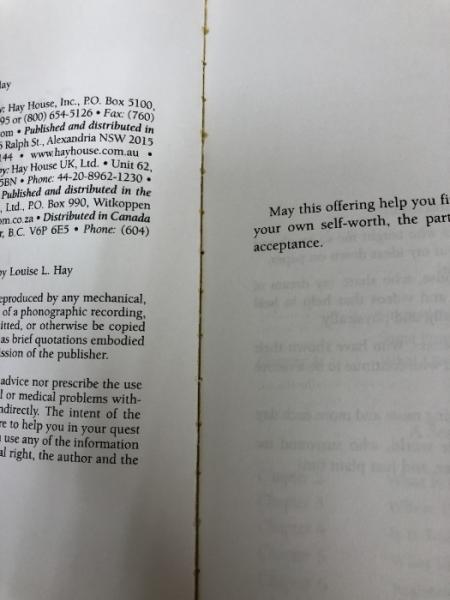 Hay
y: Hay House, Inc., P.O. Box 5100,
95 or (800) 654-5126 • Fax: (760)
om • Published and distributed in
5 Ralph St., Alexandria NSW 2015
144 • www.hayhouse.com.au •
by: Hay House UK, Ltd. • Unit 62,
5BN • Phone: 44-20-8962-1230 •
Published and distributed in the
, Ltd., P.O. Box 990, Witkoppen
m.co.za • Distributed in Canada
r, B.C. V6P 6E5 • Phone: (604)
by Louise L. Hay
eproduced by any mechanical,
of a phonographic recording,
itted, or otherwise be copied
as brief quotations embodied
ission of the publisher.
advice nor prescribe the use
l or medical problems with-
ndirectly. The intent of the
re to help you in your quest
u use any of the information
al right, the author and the
May this offering help you fi
your own self-worth, the part
acceptance.